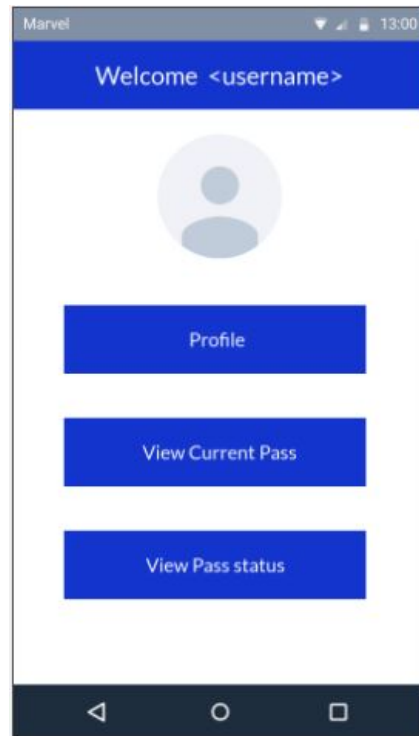 Marvel 13:00
Welcome <username>
Profile
View Current Pass
View Pass status